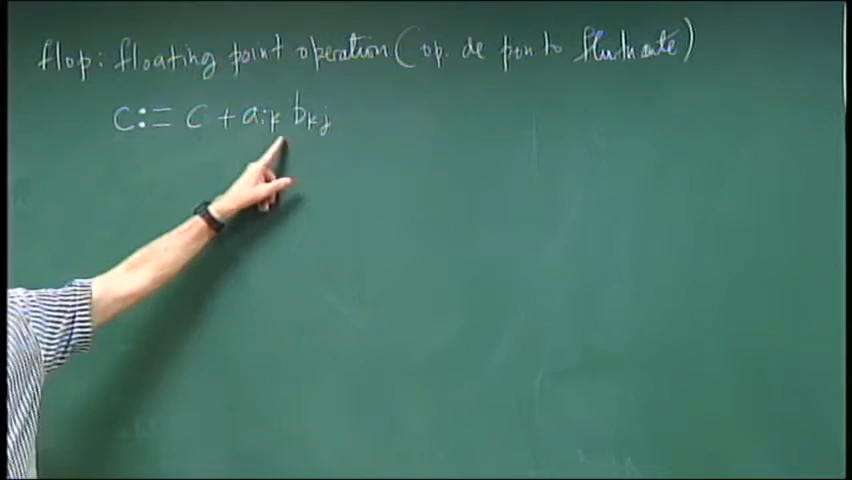 flop: floating point operation (op. de ponto flutuante)
C := C + aik bkj